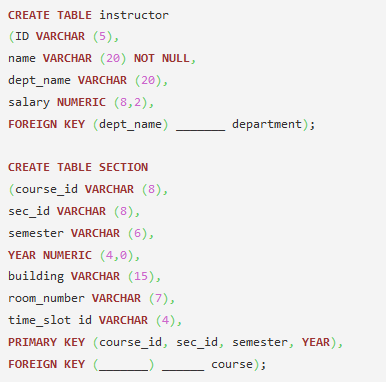 CREATE TABLE instructor
(ID VARCHAR (5),
name VARCHAR (20) NOT NULL,
dept_name VARCHAR (20),
salary NUMERIC (8,2),
FOREIGN KEY (dept_name) _______ department);
CREATE TABLE SECTION
(course_id VARCHAR (8),
sec_id VARCHAR (8),
semester VARCHAR (6),
YEAR NUMERIC (4,0),
building VARCHAR (15),
room_number VARCHAR (7),
time_slot id VARCHAR (4),
PRIMARY KEY (course_id, sec_id, semester, YEAR),
FOREIGN KEY (_______) ______ course);